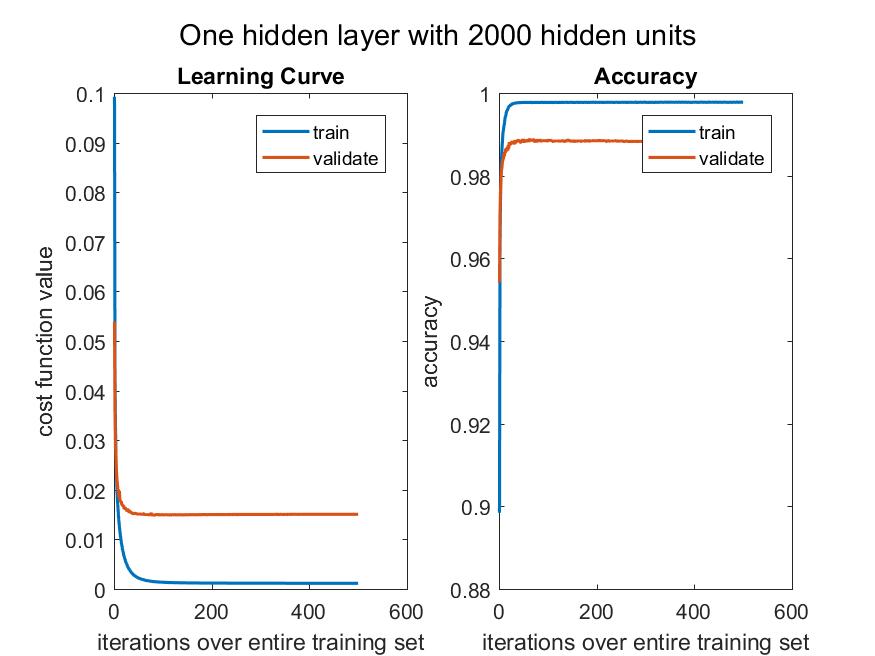 One hidden layer with 2000 hidden units
Learning Curve
0.1
0.09
0.08
0.07
0.06
0.05
0.04
0.03
0.02
0.01
0
cost function value
train
validate
0 200 400 600
iterations over entire training set
Accuracy
1
0.98
0.96
0.94
0.92
0.9
0.88
accuracy
train
validate
0 200 400 600
iterations over entire training set